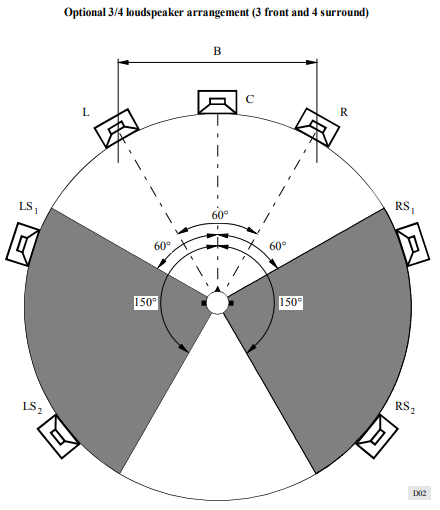 Optional 3/4 loudspeaker arrangement (3 front and 4 surround)
B
C
L
R
LS1
RS1
60°
60°
60°
150°
150°
LS2
RS2
D02